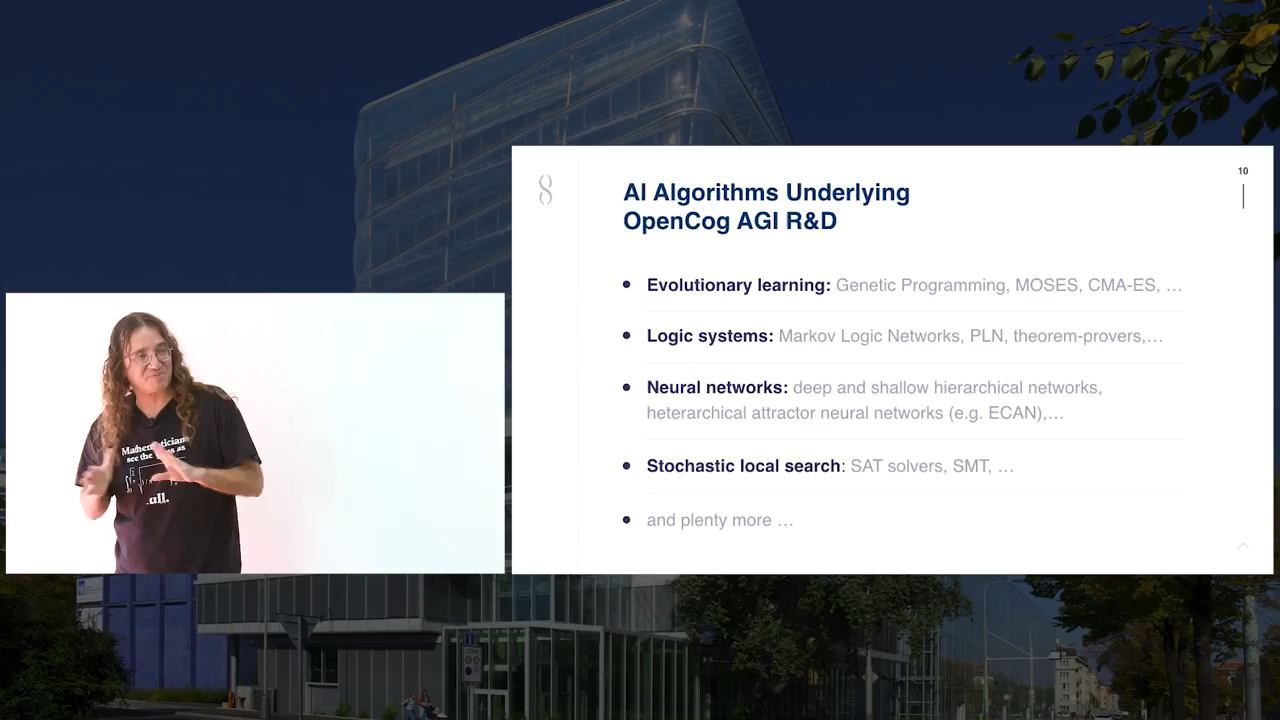 10
AI Algorithms Underlying
OpenCog AGI R&D
• Evolutionary learning: Genetic Programming, MOSES, CMA-ES, …
• Logic systems: Markov Logic Networks, PLN, theorem-provers,…
• Neural networks: deep and shallow hierarchical networks,
heterarchical attractor neural networks (e.g. ECAN),…
• Stochastic local search: SAT solvers, SMT, …
• and plenty more …
see the
all.